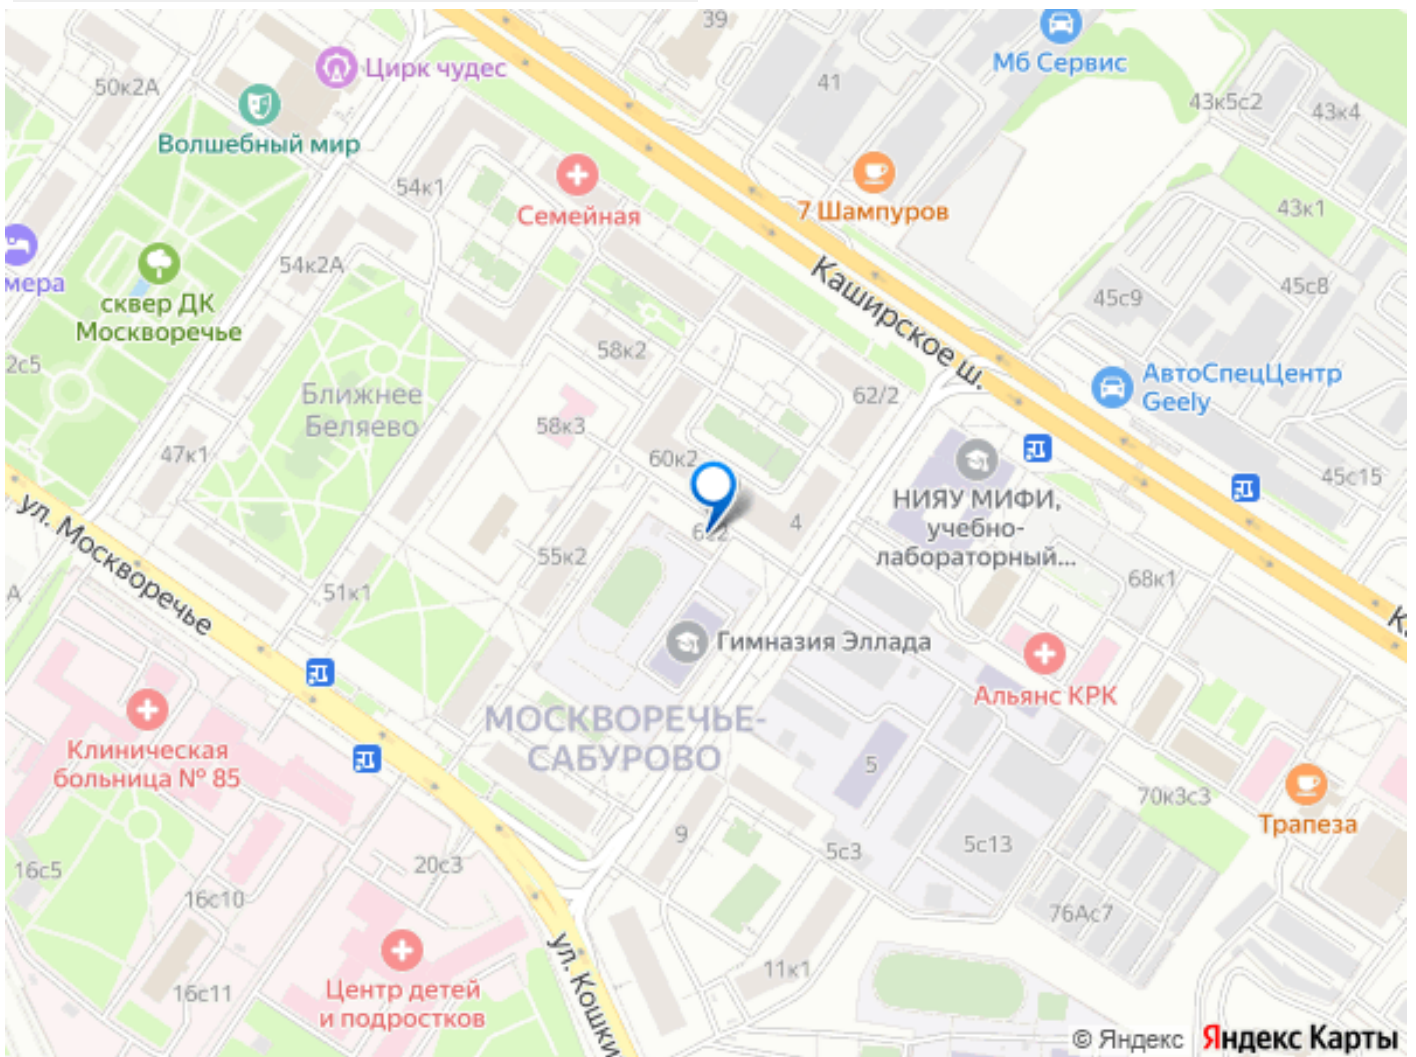 39
Цирк чудес
Мб Сервис
41
50к2А
43к5с2
43к4
Волшебный мир
54к1
7 Шампуров
Семейная
43к1
мера
54к2А
45с8
45с9
сквер ДК
Москворечье
Каширское ш.
58к2
2с5
АвтоСпецЦентр
Geely
Ближнее
Беляево
62/2
58к3
47к1
60к2
45с15
ул. Москворечье
НИЯУ МИФИ,
учебно-
лабораторный...
4
55к2
68к1
51к1
А
Гимназия Эллада
Альянс КРК
МОСКВОРЕЧЬЕ-
САБУРОВО
Клиническая
больница № 85
5
70к3с3
Трапеза
9
5с3
5с13
16с5
20с3
16с10
76Ас7
ул. Кошки
11к1
16с11
Центр детей
и подростков
© Яндекс Яндекс Карты